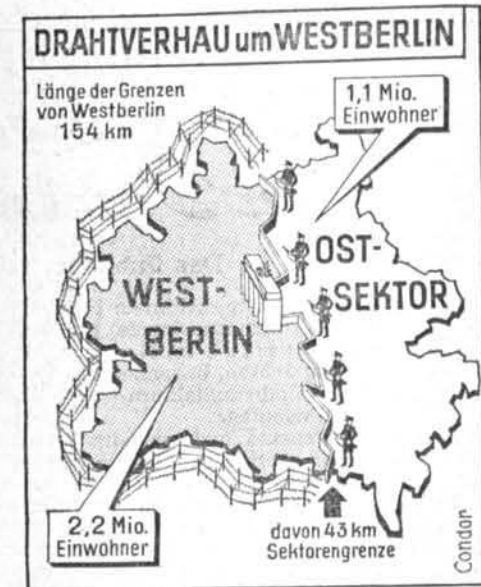 DRAHTVERHAU um WESTBERLIN
Länge der Grenzen
von Westberlin
154 km
1,1 Mio.
Einwohner
OST-
SEKTOR
WEST-
BERLIN
2,2 Mio.
Einwohner
davon 43 km
Sektorengrenze
Condor